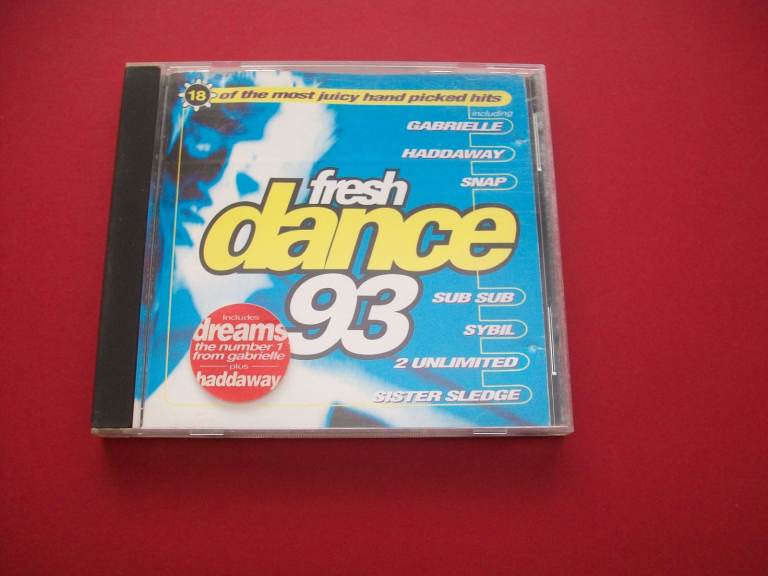 18 of the most juicy hand picked hits
including
GABRIELLE
HADDAWAY
SNAP
fresh
dance
93
SUB SUB
SYBIL
2 UNLIMITED
SISTER SLEDGE
includes
dreams
the number 1
from gabrielle
plus
haddaway